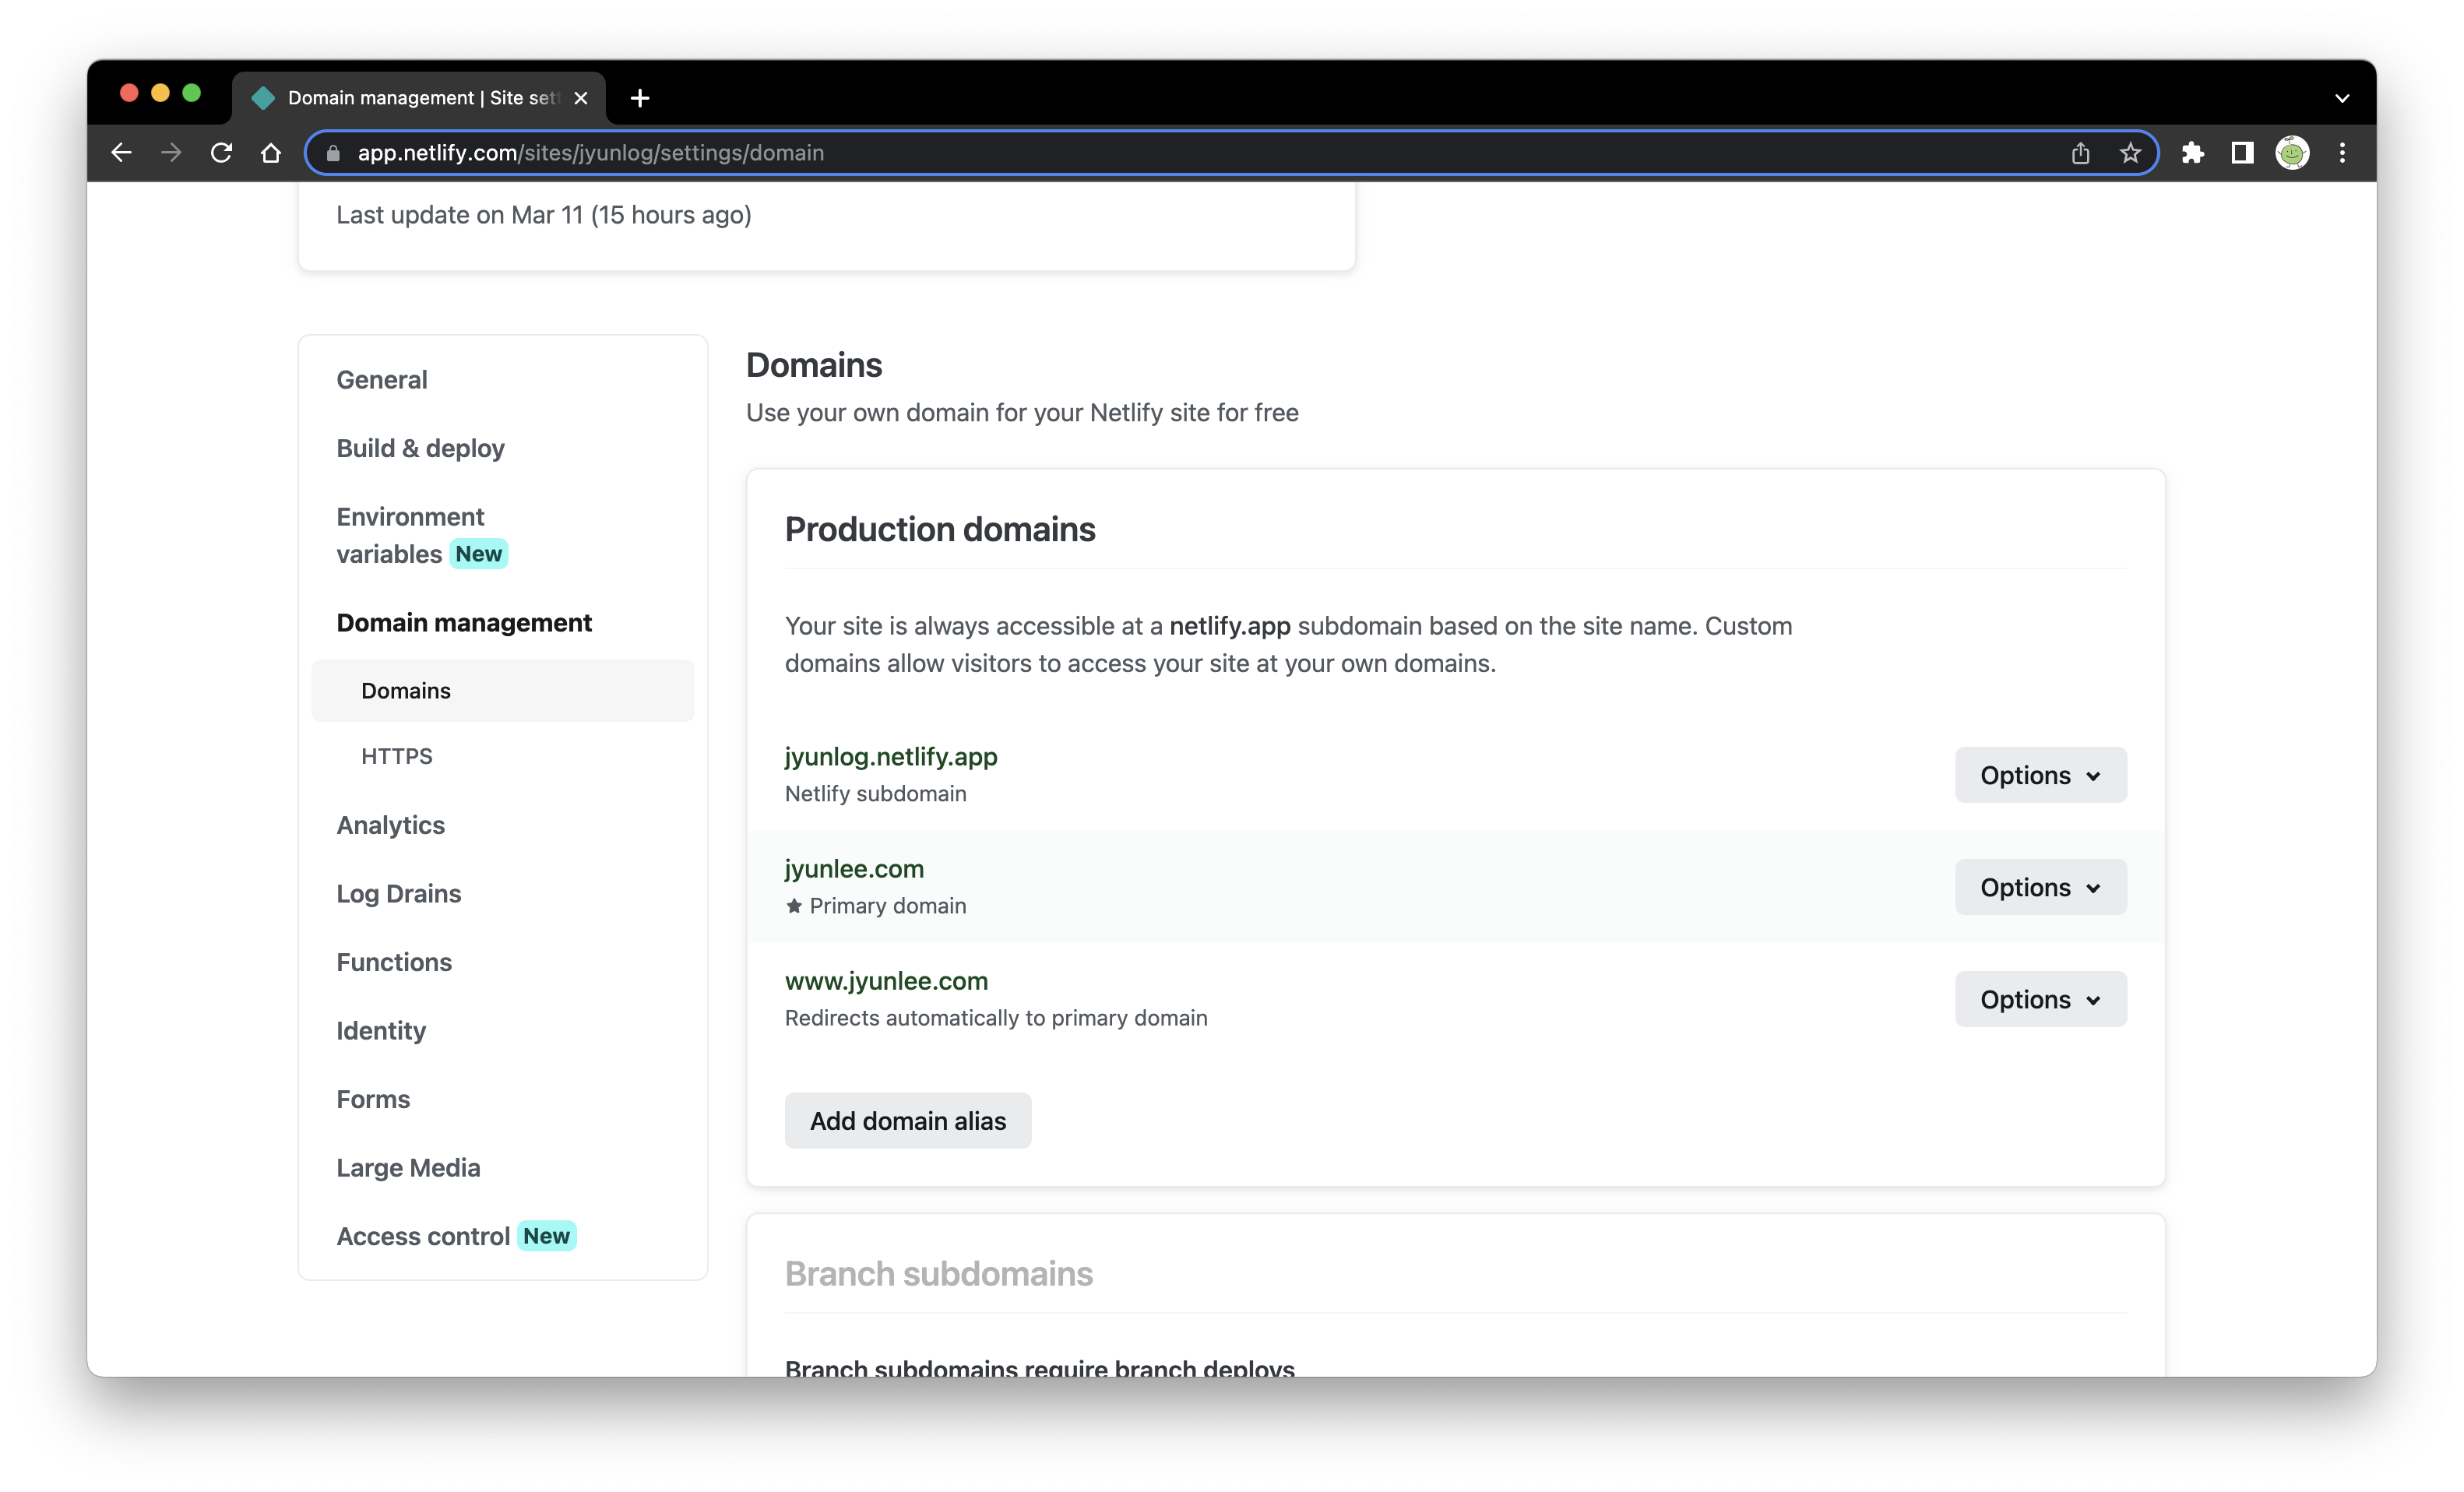 Domain management | Site sett
app.netlify.com/sites/jyunlog/settings/domain
Last update on Mar 11 (15 hours ago)
General
Build & deploy
Environment
variables New
Domain management
Domains
HTTPS
Analytics
Log Drains
Functions
Identity
Forms
Large Media
Access control New
Domains
Use your own domain for your Netlify site for free
Production domains
Your site is always accessible at a netlify.app subdomain based on the site name. Custom
domains allow visitors to access your site at your own domains.
jyunlog.netlify.app
Netlify subdomain
Options
jyunlee.com
Primary domain
Options
www.jyunlee.com
Redirects automatically to primary domain
Options
Add domain alias
Branch subdomains
Branch subdomains require branch deploys